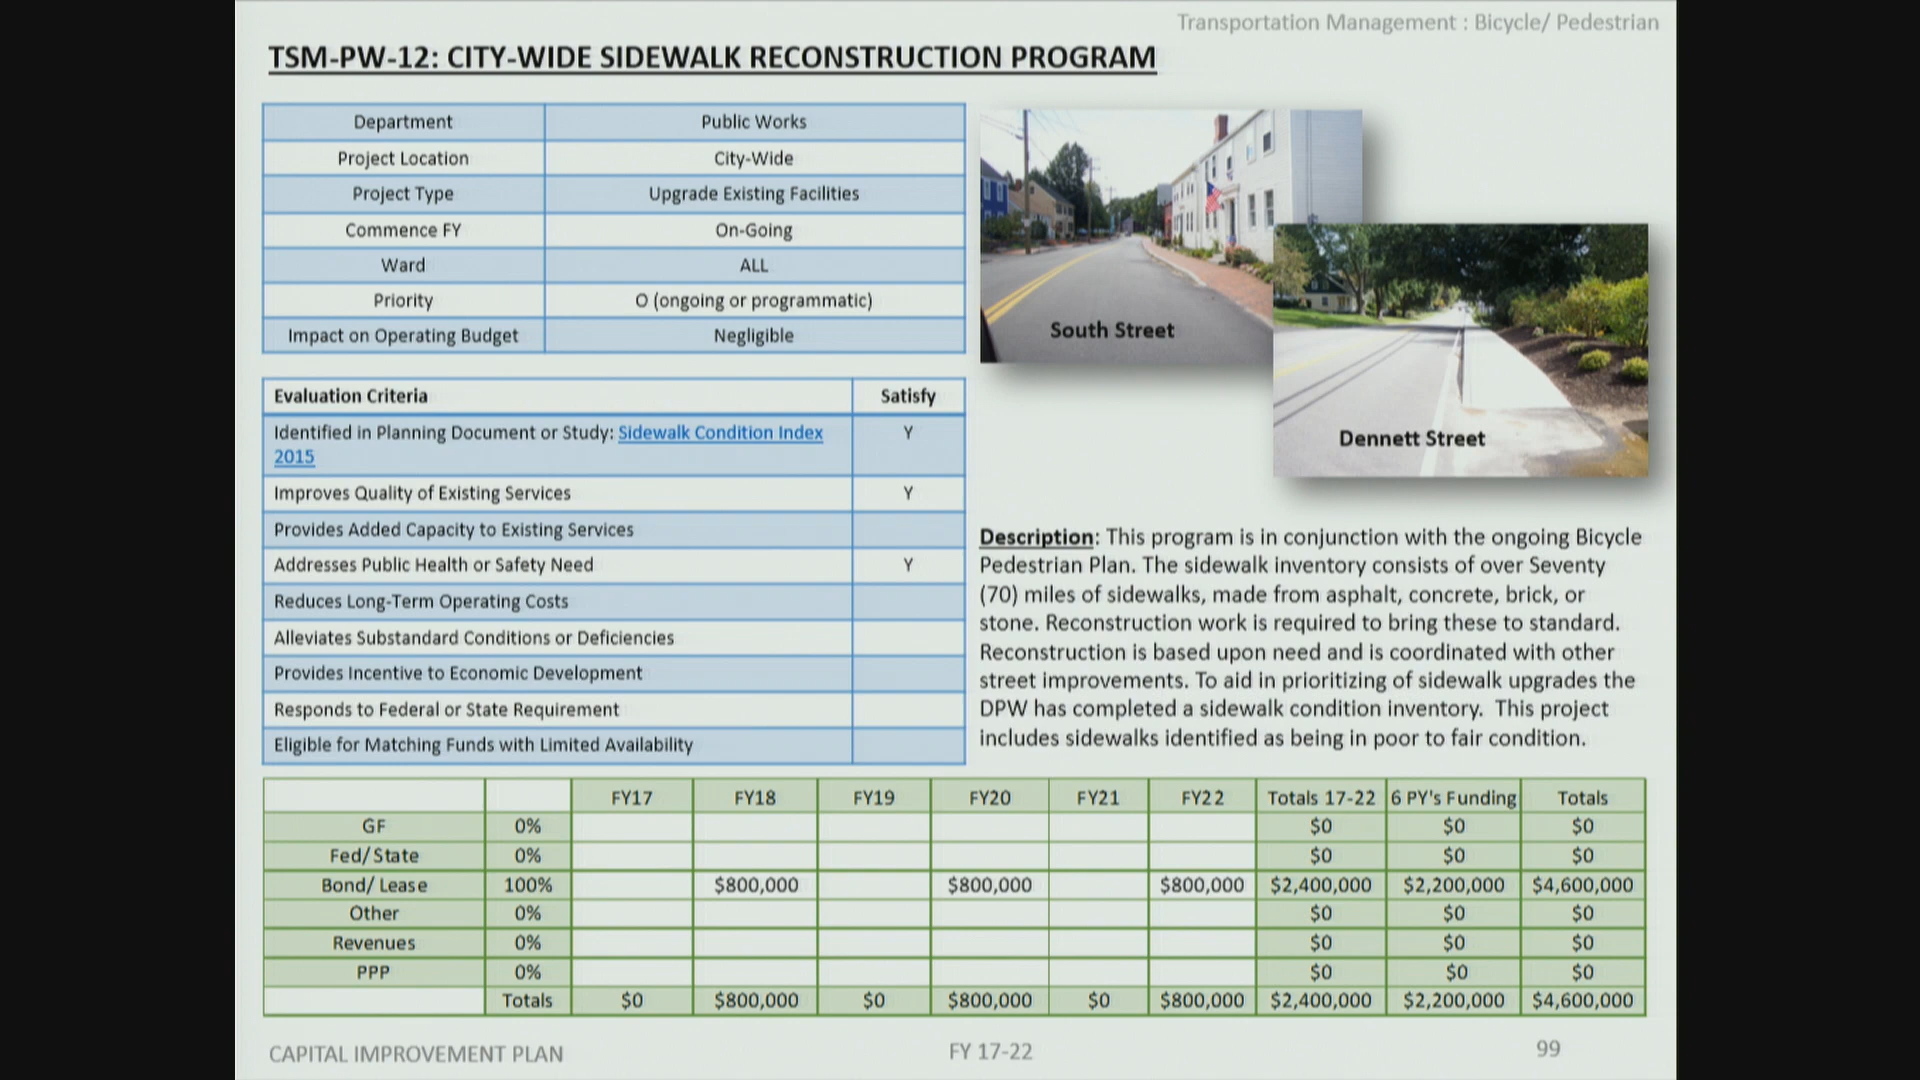 Transportation Management : Bicycle/ Pedestrian
TSM-PW-12: CITY-WIDE SIDEWALK RECONSTRUCTION PROGRAM
Department Public Works
Project Location City-Wide
Project Type Upgrade Existing Facilities
Commence FY On-Going
Ward ALL
Priority O (ongoing or programmatic)
Impact on Operating Budget Negligible
South Street
Dennett Street
Evaluation Criteria Satisfy
Identified in Planning Document or Study: Sidewalk Condition Index Y
2015
Improves Quality of Existing Services Y
Provides Added Capacity to Existing Services
Addresses Public Health or Safety Need Y
Reduces Long-Term Operating Costs
Alleviates Substandard Conditions or Deficiencies
Provides Incentive to Economic Development
Responds to Federal or State Requirement
Eligible for Matching Funds with Limited Availability
Description: This program is in conjunction with the ongoing Bicycle
Pedestrian Plan. The sidewalk inventory consists of over Seventy
(70) miles of sidewalks, made from asphalt, concrete, brick, or
stone. Reconstruction work is required to bring these to standard.
Reconstruction is based upon need and is coordinated with other
street improvements. To aid in prioritizing of sidewalk upgrades the
DPW has completed a sidewalk condition inventory. This project
includes sidewalks identified as being in poor to fair condition.
FY17 FY18 FY19 FY20 FY21 FY22 Totals 17-22 6 PY's Funding Totals
GF 0% $0 $0 $0
Fed/ State 0% $0 $0 $0
Bond/ Lease 100% $800,000 $800,000 $800,000 $2,400,000 $2,200,000 $4,600,000
Other 0% $0 $0 $0
Revenues 0% $0 $0 $0
PPP 0% $0 $0 $0
Totals $0 $800,000 $0 $800,000 $0 $800,000 $2,400,000 $2,200,000 $4,600,000
CAPITAL IMPROVEMENT PLAN FY 17-22 99